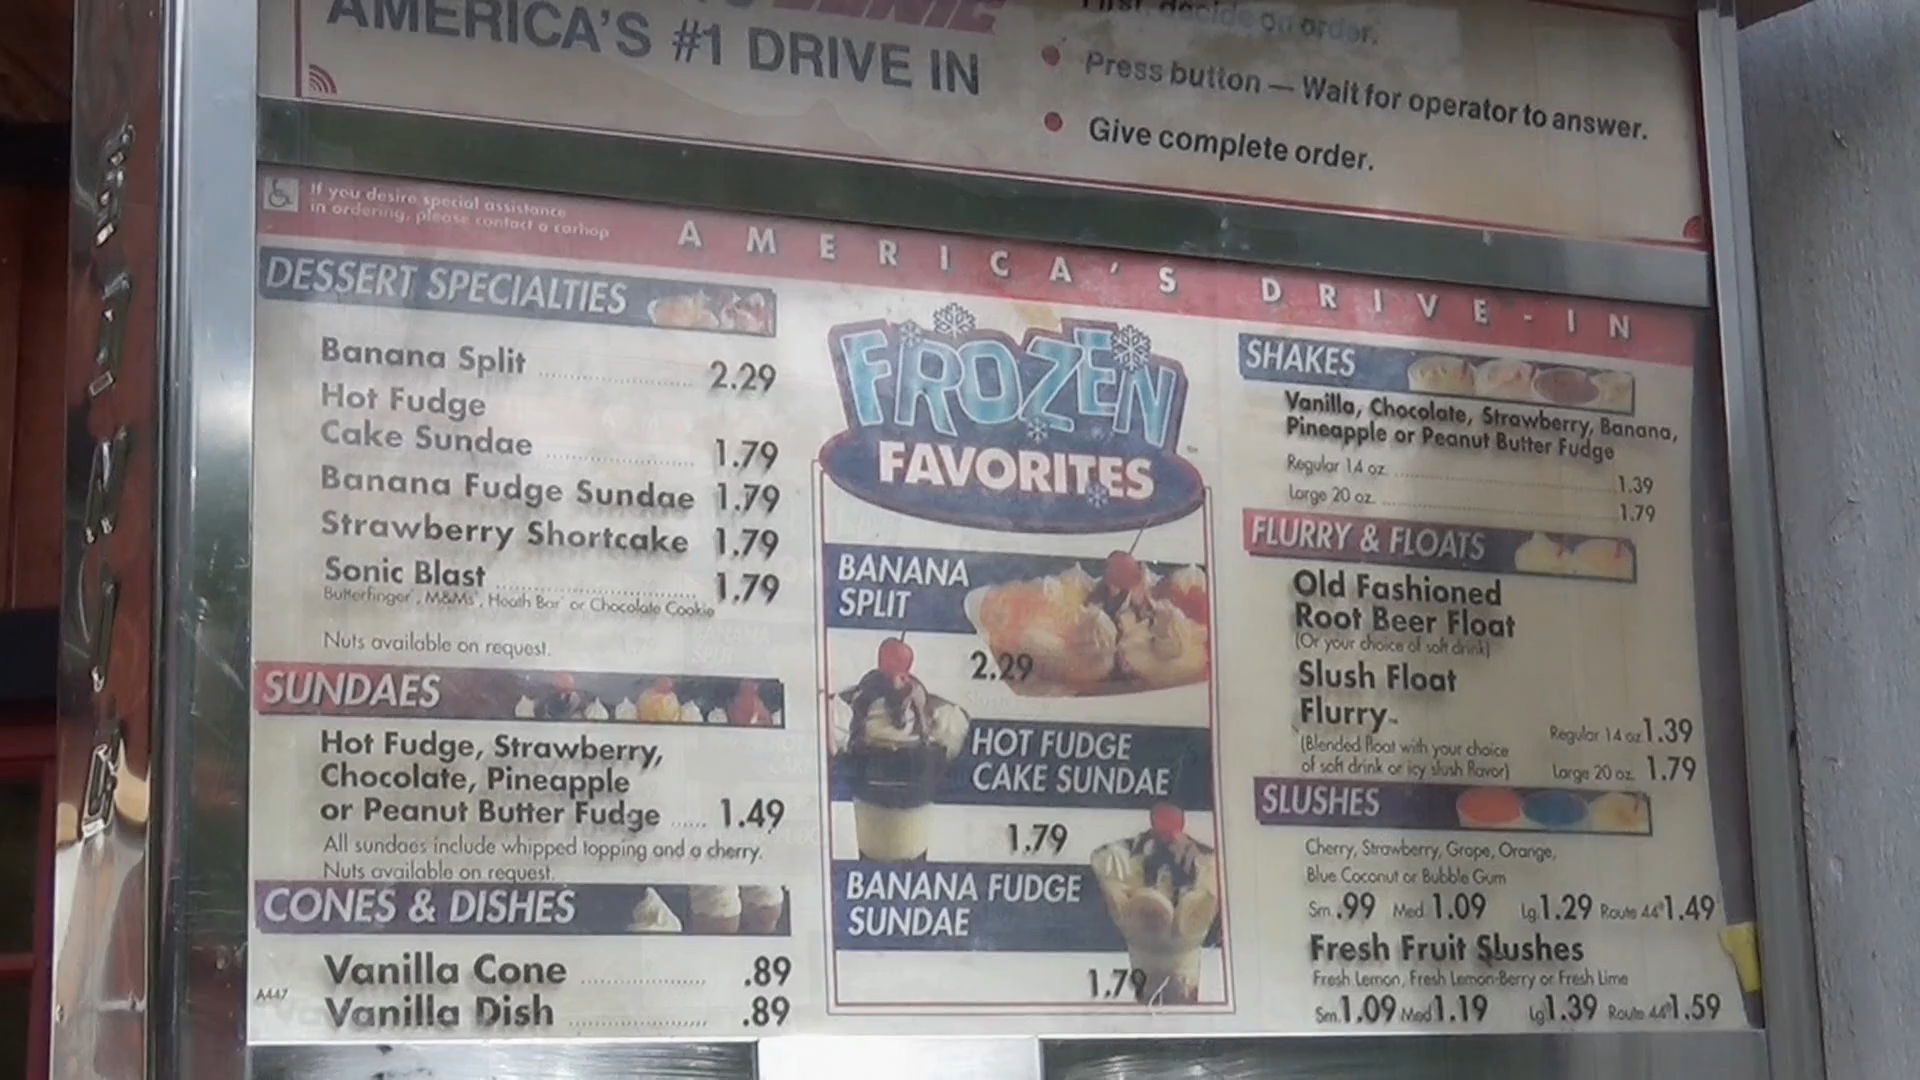 AMERICA'S #1 DRIVE IN
First, decide on order.
Press button — Wait for operator to answer.
Give complete order.
If you desire special assistance
in ordering, please contact a carhop
AMERICA'S DRIVE-IN
DESSERT SPECIALTIES
Banana Split 2.29
Hot Fudge
Cake Sundae 1.79
Banana Fudge Sundae 1.79
Strawberry Shortcake 1.79
Sonic Blast 1.79
Butterfinger, M&Ms, Heath Bar or Chocolate Cookie
Nuts available on request.
SUNDAES
Hot Fudge, Strawberry,
Chocolate, Pineapple
or Peanut Butter Fudge 1.49
All sundaes include whipped topping and a cherry.
Nuts available on request.
CONES & DISHES
Vanilla Cone .89
Vanilla Dish .89
A447
FROZEN
FAVORITES
BANANA
SPLIT
2.29
HOT FUDGE
CAKE SUNDAE
1.79
BANANA FUDGE
SUNDAE
1.79
SHAKES
Vanilla, Chocolate, Strawberry, Banana,
Pineapple or Peanut Butter Fudge
Regular 14 oz. 1.39
Large 20 oz. 1.79
FLURRY & FLOATS
Old Fashioned
Root Beer Float
(Or your choice of soft drink)
Slush Float
Flurry™ Regular 14 oz 1.39
(Blended float with your choice
of soft drink or icy slush flavor) Large 20 oz. 1.79
SLUSHES
Cherry, Strawberry, Grape, Orange,
Blue Coconut or Bubble Gum
Sm. .99 Med. 1.09 Lg. 1.29 Route 44® 1.49
Fresh Fruit Slushes
Fresh Lemon, Fresh Lemon-Berry or Fresh Lime
Sm. 1.09 Med 1.19 Lg 1.39 Route 44® 1.59